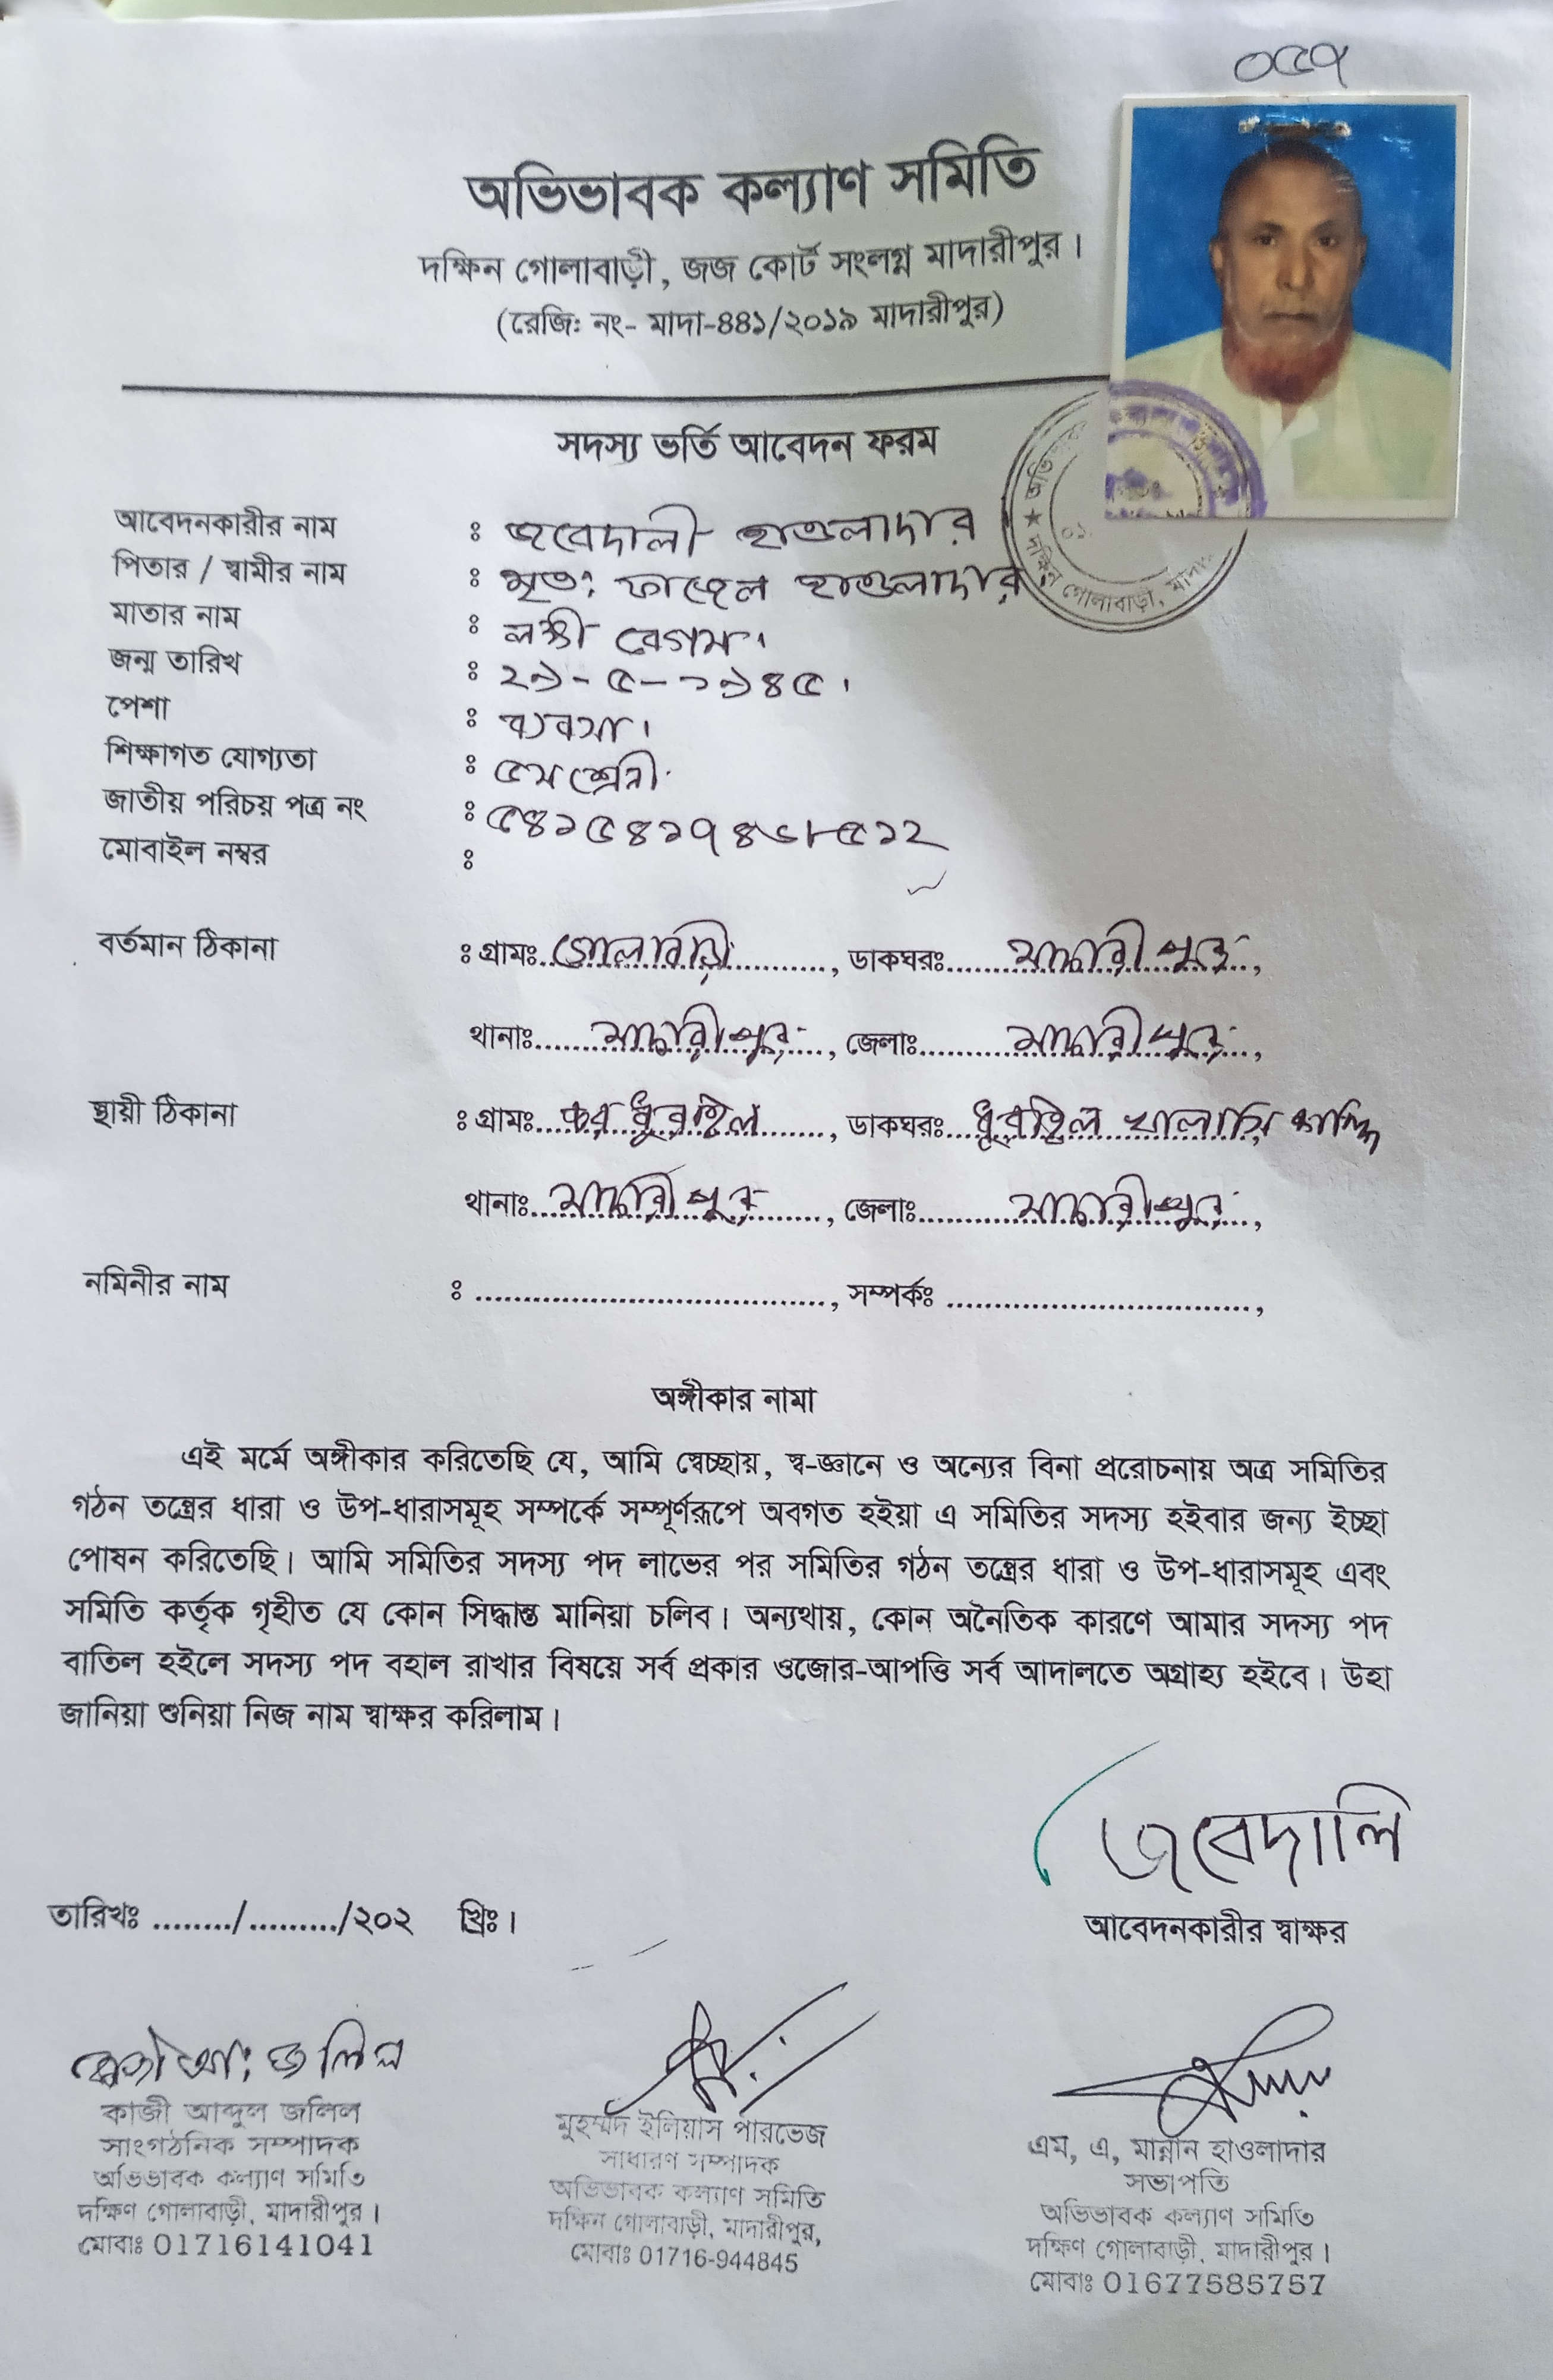 ০৫৭
অভিভাবক কল্যাণ সমিতি
দক্ষিন গোলাবাড়ী, জজ কোর্ট সংলগ্ন মাদারীপুর।
(রেজিঃ নং- মাদা-৪৪১/২০১৯ মাদারীপুর)
সদস্য ভর্তি আবেদন ফরম
আবেদনকারীর নাম : জবেদালী হাওলাদার
পিতার / স্বামীর নাম : মৃত: ফাজেল হাওলাদার
মাতার নাম : লক্ষী বেগম।
জন্ম তারিখ : ২৯-৫-১৯৪৫।
পেশা : ব্যবসা।
শিক্ষাগত যোগ্যতা : ৫ম শ্রেনী
জাতীয় পরিচয় পত্র নং : ৫৪১৫৪১৭৪৬৮৫১২
মোবাইল নম্বর :
★ দক্ষিন গোলাবাড়ী, মাদা
বর্তমান ঠিকানা : গ্রামঃ গোলাবাড়ী, ডাকঘরঃ মাদারীপুর,
থানাঃ মাদারীপুর, জেলাঃ মাদারীপুর,
স্থায়ী ঠিকানা : গ্রামঃ চর ধুরাইল, ডাকঘরঃ ধুরাইল খালাসি কান্দি
থানাঃ মাদারীপুর, জেলাঃ মাদারীপুর,
নমিনীর নাম : ...................................., সম্পর্কঃ ................................,
অঙ্গীকার নামা
এই মর্মে অঙ্গীকার করিতেছি যে, আমি স্বেচ্ছায়, স্ব-জ্ঞানে ও অন্যের বিনা প্ররোচনায় অত্র সমিতির
গঠন তন্ত্রের ধারা ও উপ-ধারাসমূহ সম্পর্কে সম্পূর্ণরূপে অবগত হইয়া এ সমিতির সদস্য হইবার জন্য ইচ্ছা
পোষন করিতেছি। আমি সমিতির সদস্য পদ লাভের পর সমিতির গঠন তন্ত্রের ধারা ও উপ-ধারাসমূহ এবং
সমিতি কর্তৃক গৃহীত যে কোন সিদ্ধান্ত মানিয়া চলিব। অন্যথায়, কোন অনৈতিক কারণে আমার সদস্য পদ
বাতিল হইলে সদস্য পদ বহাল রাখার বিষয়ে সর্ব প্রকার ওজোর-আপত্তি সর্ব আদালতে অগ্রাহ্য হইবে। উহা
জানিয়া শুনিয়া নিজ নাম স্বাক্ষর করিলাম।
জবেদালি
তারিখঃ ......../........./২০২ খ্রিঃ।
আবেদনকারীর স্বাক্ষর
কাজী আঃ জলিল
কাজী আব্দুল জলিল
সাংগঠনিক সম্পাদক
অভিভাবক কল্যাণ সমিতি
দক্ষিণ গোলাবাড়ী, মাদারীপুর।
মোবাঃ 01716141041
মুহম্মদ ইলিয়াস পারভেজ
সাধারণ সম্পাদক
অভিভাবক কল্যাণ সমিতি
দক্ষিন গোলাবাড়ী, মাদারীপুর,
মোবাঃ 01716-944845
এম, এ, মান্নান হাওলাদার
সভাপতি
অভিভাবক কল্যাণ সমিতি
দক্ষিণ গোলাবাড়ী, মাদারীপুর।
মোবাঃ 01677585757